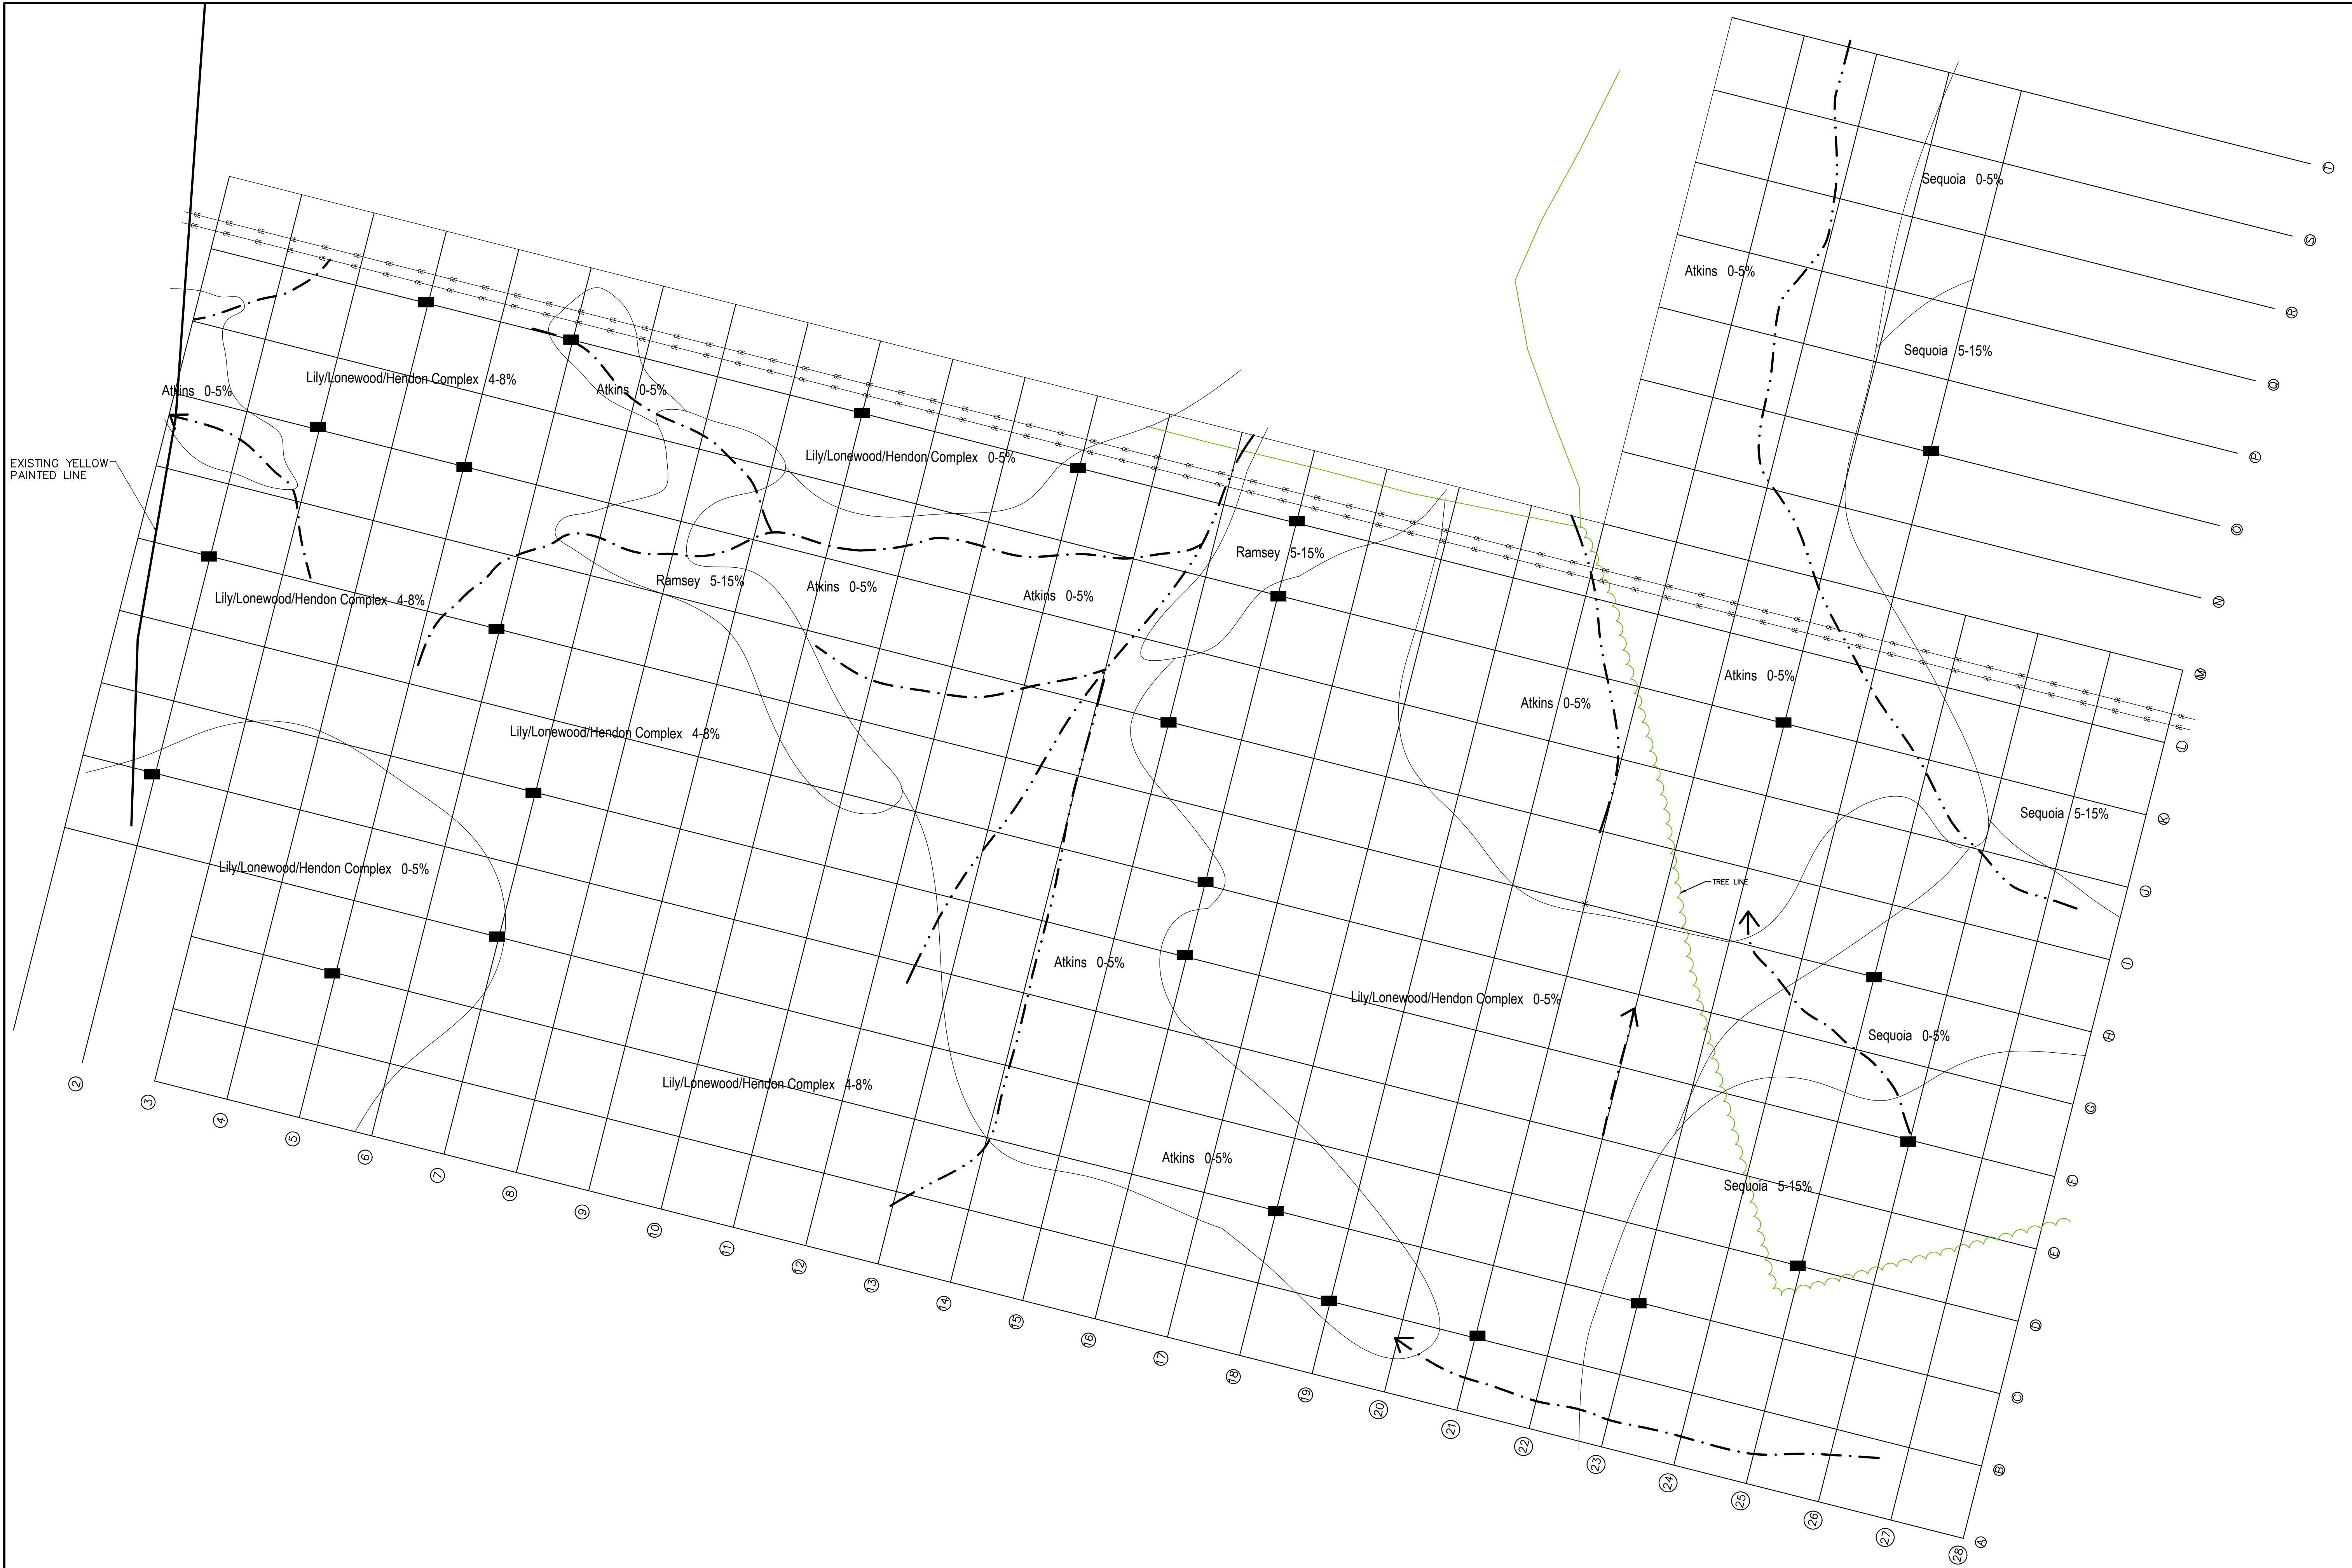 Sequoia 0-5%
Atkins 0-5%
Sequoia 5-15%
Lily/Lonewood/Hendon Complex 4-8%
Atkins 0-5%
Atkins 0-5%
Lily/Lonewood/Hendon Complex 0-5%
EXISTING YELLOW
PAINTED LINE
Ramsey 5-15%
Ramsey 5-15%
Atkins 0-5%
Atkins 0-5%
Lily/Lonewood/Hendon Complex 4-8%
Atkins 0-5%
Atkins 0-5%
Lily/Lonewood/Hendon Complex 4-8%
Sequoia 5-15%
Lily/Lonewood/Hendon Complex 0-5%
TREE LINE
Atkins 0-5%
Lily/Lonewood/Hendon Complex 0-5%
Sequoia 0-5%
Lily/Lonewood/Hendon Complex 4-8%
Atkins 0-5%
Sequoia 5-15%
2
3
4
5
6
7
8
9
10
11
12
13
14
15
16
17
18
19
20
21
22
23
24
25
26
27
28
T
S
R
Q
P
O
N
M
L
K
J
I
H
G
F
E
D
C
B
A